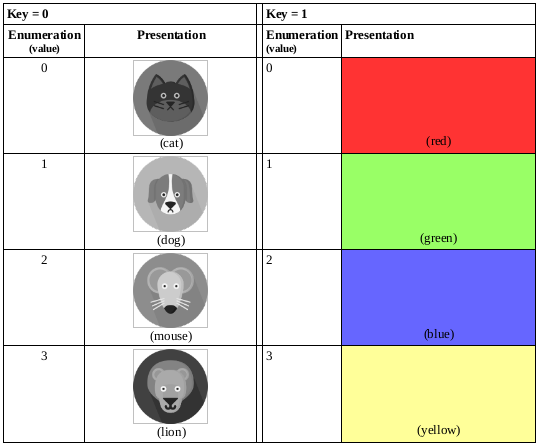 Key = 0 Key = 1
Enumeration Presentation Enumeration Presentation
(value) (value)
0 0
(cat) (red)
1 1
(dog) (green)
2 2
(mouse) (blue)
3 3
(lion) (yellow)